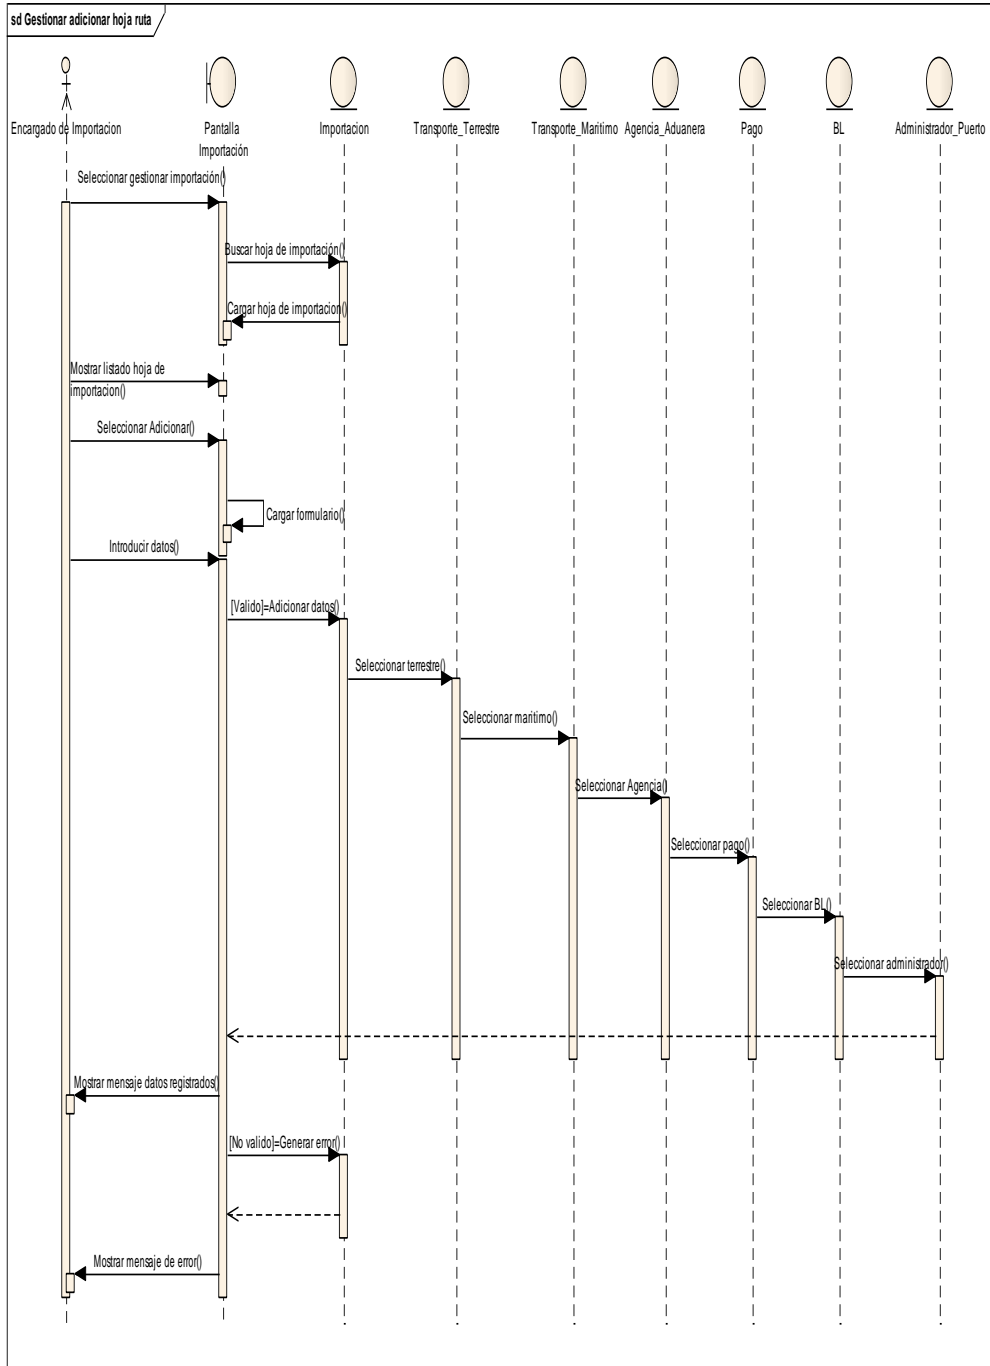 sd Gestionar adicionar hoja ruta
Encargado de Importacion
Pantalla
Importación
Importacion
Transporte_Terrestre
Transporte_Maritimo
Agencia_Aduanera
Pago
BL
Administrador_Puerto
Seleccionar gestionar importación()
Buscar hoja de importación()
Cargar hoja de importacion()
Mostrar listado hoja de
importacion()
Seleccionar Adicionar()
Cargar formulario()
Introducir datos()
[Valido]=Adicionar datos()
Seleccionar terrestre()
Seleccionar maritimo()
Seleccionar Agencia()
Seleccionar pago()
Seleccionar BL()
Seleccionar administrador()
Mostrar mensaje datos registrados()
[No valido]=Generar error()
Mostrar mensaje de error()